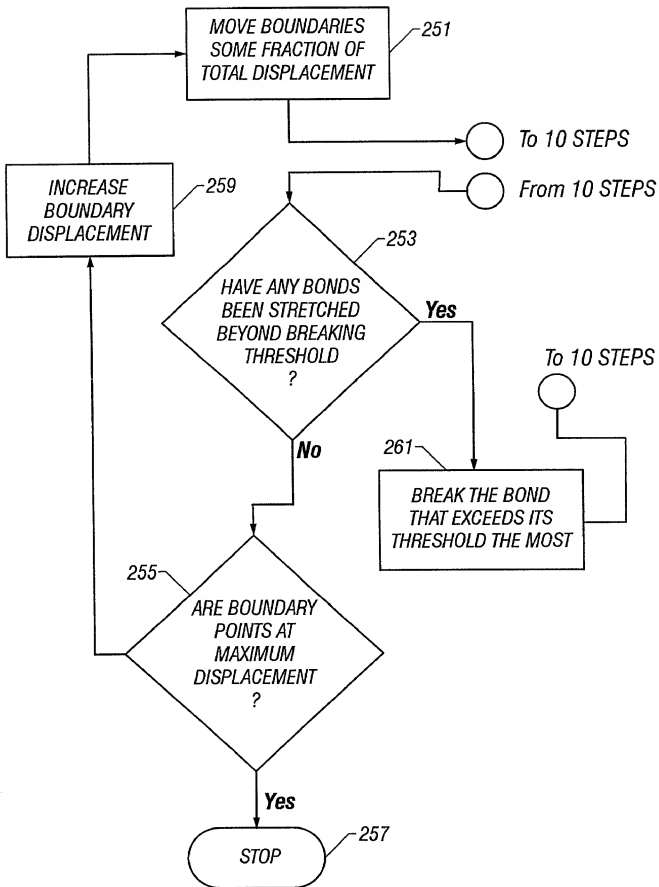 MOVE BOUNDARIES
SOME FRACTION OF
TOTAL DISPLACEMENT
251
To 10 STEPS
From 10 STEPS
INCREASE
BOUNDARY
DISPLACEMENT
259
253
HAVE ANY BONDS
BEEN STRETCHED
BEYOND BREAKING
THRESHOLD
?
Yes
To 10 STEPS
No
261
BREAK THE BOND
THAT EXCEEDS ITS
THRESHOLD THE MOST
255
ARE BOUNDARY
POINTS AT
MAXIMUM
DISPLACEMENT
?
Yes
STOP
257